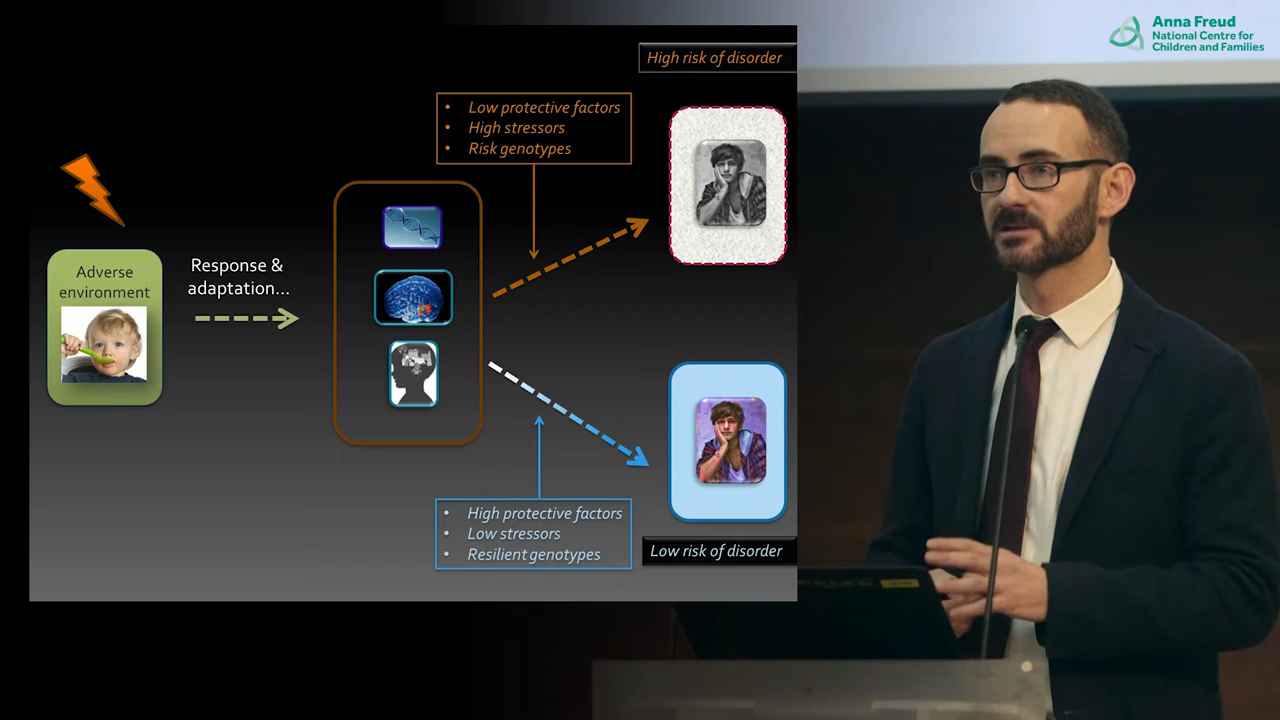 Anna Freud
National Centre for
Children and Families
High risk of disorder
• Low protective factors
• High stressors
• Risk genotypes
Adverse
environment
Response &
adaptation...
• High protective factors
• Low stressors
• Resilient genotypes
Low risk of disorder